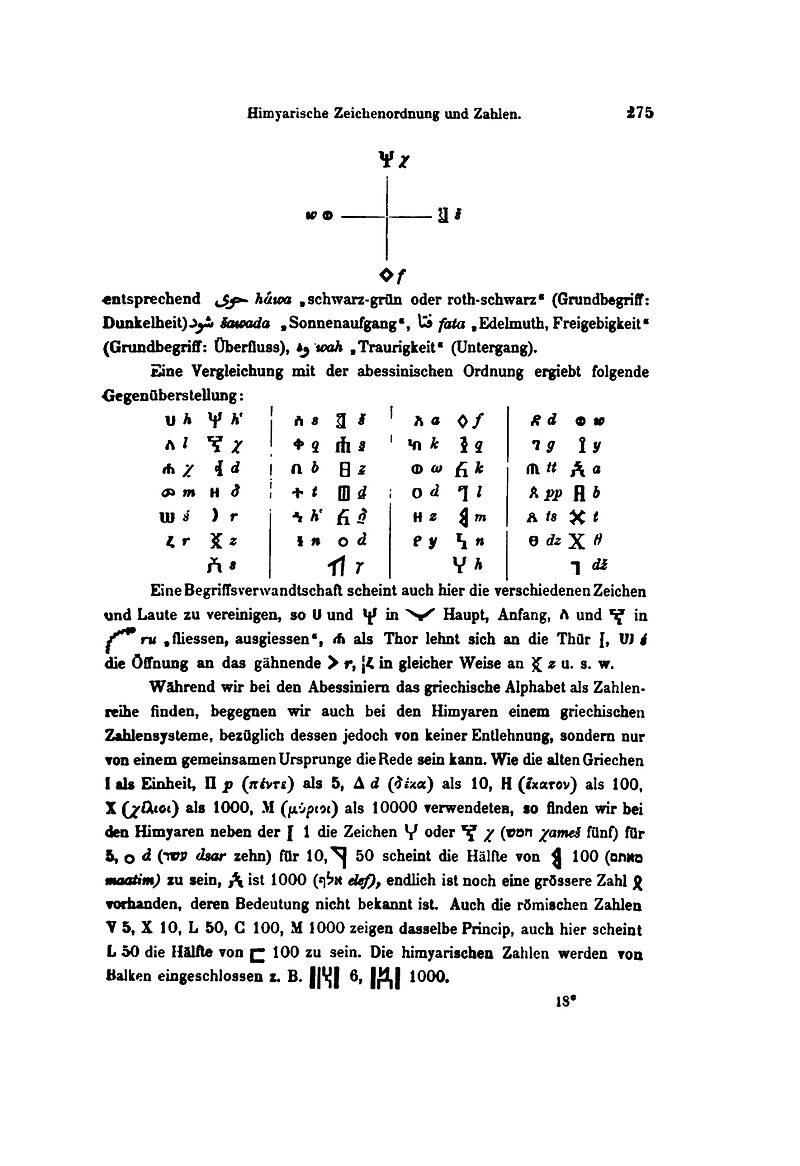 Himyarische Zeichenordnung und Zahlen. 275
χ
w š
f
entsprechend háwa „schwarz-grün oder roth-schwarz“ (Grundbegriff:
Dunkelheit) šawada „Sonnenaufgang“, fata „Edelmuth, Freigebigkeit“
(Grundbegriff: Überfluss), wah „Traurigkeit“ (Untergang).
Eine Vergleichung mit der abessinischen Ordnung ergiebt folgende
Gegenüberstellung:
h h‘ s š a f d w
l χ q s k q g y
χ d b z ω k tt a
m δ t d d l pp b
ś r h‘ z m ts t
r z n d y n dz θ
s r h dž
Eine Begriffsverwandtschaft scheint auch hier die verschiedenen Zeichen
und Laute zu vereinigen, so und in Haupt, Anfang, und in
ru „fliessen, ausgiessen“, als Thor lehnt sich an die Thür ś
die Öffnung an das gähnende r, in gleicher Weise an z u. s. w.
Während wir bei den Abessiniern das griechische Alphabet als Zahlen-
reihe finden, begegnen wir auch bei den Himyaren einem griechischen
Zahlensysteme, bezüglich dessen jedoch von keiner Entlehnung, sondern nur
von einem gemeinsamen Ursprunge die Rede sein kann. Wie die alten Griechen
I als Einheit, Π p (πέντε) als 5, Δ d (δέκα) als 10, H (ἕκατον) als 100,
X (χίλιοι) als 1000, M (μύριοι) als 10000 verwendeten, so finden wir bei
den Himyaren neben der 1 die Zeichen oder χ (χameš fünf) für
5, d (עשר dsar zehn) für 10, 50 scheint die Hälfte von 100 (
maatim) zu sein, ist 1000 (אלף elef), endlich ist noch eine grössere Zahl
vorhanden, deren Bedeutung nicht bekannt ist. Auch die römischen Zahlen
V 5, X 10, L 50, C 100, M 1000 zeigen dasselbe Princip, auch hier scheint
L 50 die Hälfte von 100 zu sein. Die himyarischen Zahlen werden von
Balken eingeschlossen z. B. 6, 1000.
18*